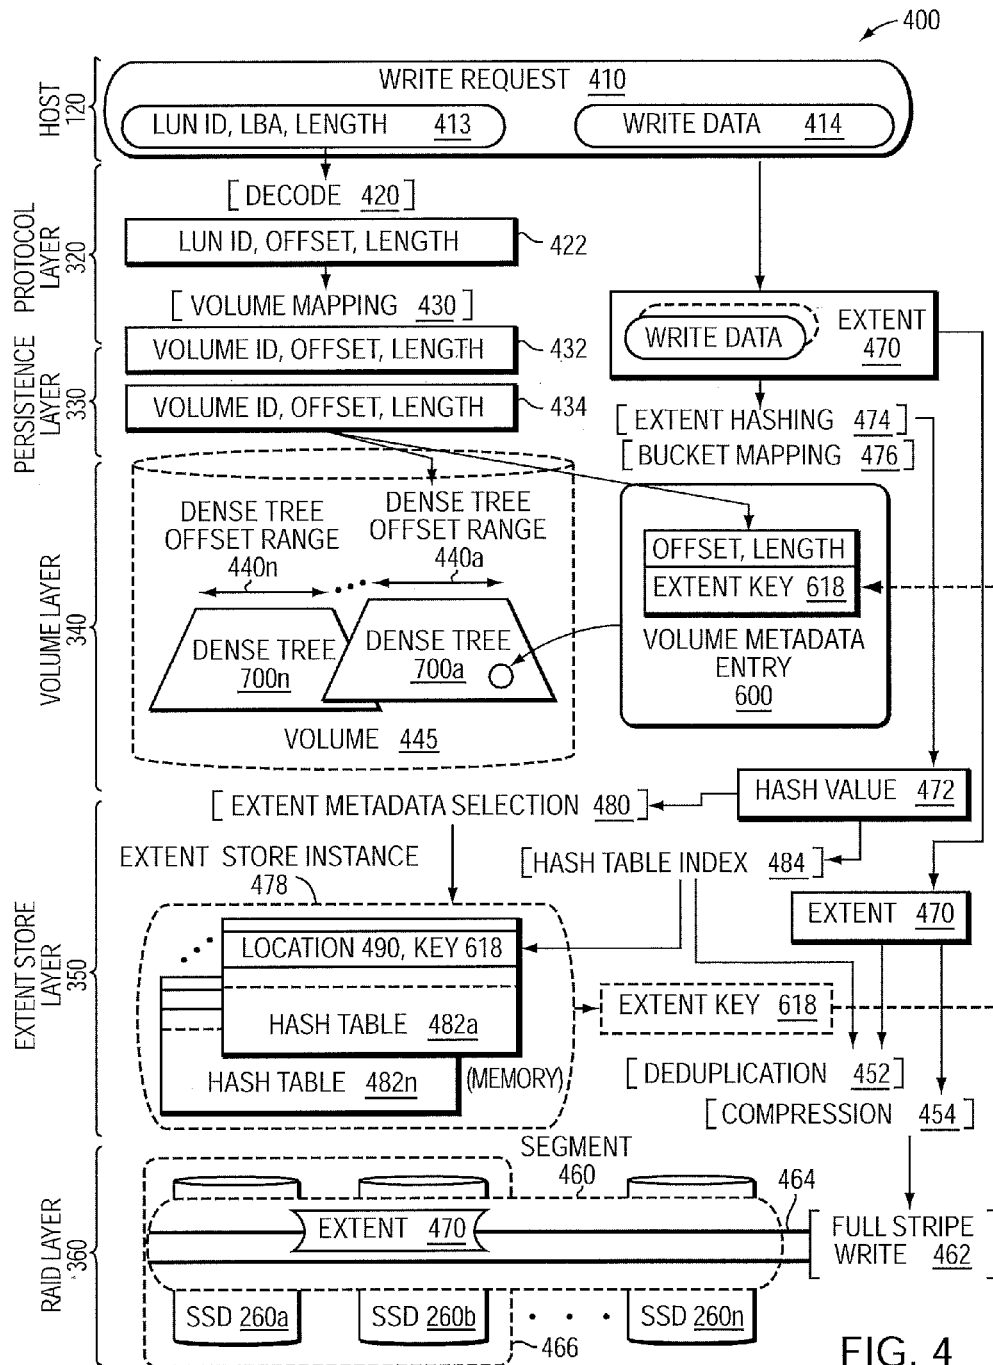 400
HOST
120
WRITE REQUEST 410
LUN ID, LBA, LENGTH 413
WRITE DATA 414
PROTOCOL
LAYER
320
[DECODE 420]
LUN ID, OFFSET, LENGTH
422
[VOLUME MAPPING 430]
VOLUME ID, OFFSET, LENGTH
432
WRITE DATA
EXTENT
470
PERSISTENCE
LAYER
330
VOLUME ID, OFFSET, LENGTH
434
[EXTENT HASHING 474]
[BUCKET MAPPING 476]
VOLUME LAYER
340
DENSE TREE
OFFSET RANGE
440n
DENSE TREE
OFFSET RANGE
440a
DENSE TREE
700n
DENSE TREE
700a
VOLUME 445
OFFSET, LENGTH
EXTENT KEY 618
VOLUME METADATA
ENTRY
600
HASH VALUE 472
[EXTENT METADATA SELECTION 480]
EXTENT STORE
LAYER
350
EXTENT STORE INSTANCE
478
[HASH TABLE INDEX 484]
EXTENT 470
LOCATION 490, KEY 618
HASH TABLE 482a
HASH TABLE 482n
(MEMORY)
EXTENT KEY 618
[DEDUPLICATION 452]
[COMPRESSION 454]
RAID LAYER
360
SEGMENT
460
464
EXTENT 470
[FULL STRIPE
WRITE 462]
SSD 260a
SSD 260b
. . .
SSD 260n
466
FIG. 4